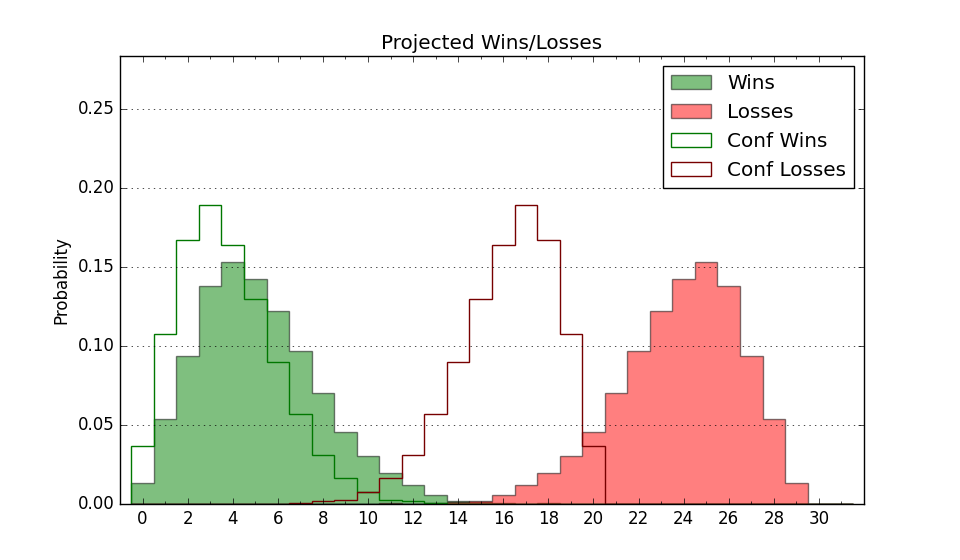 Projected Wins/Losses
Wins
Losses
Conf Wins
Conf Losses
Probability
0.25
0.20
0.15
0.10
0.05
0.00
0 2 4 6 8 10 12 14 16 18 20 22 24 26 28 30